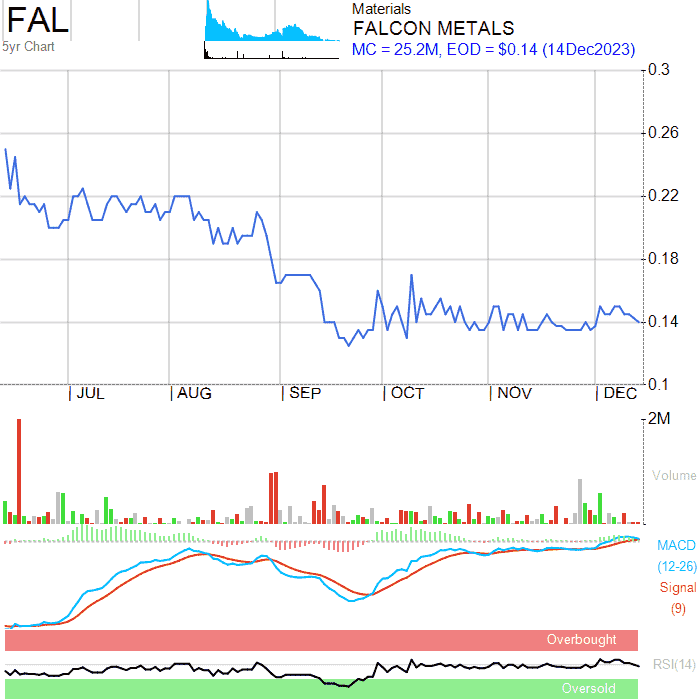 FAL
5yr Chart
Materials
FALCON METALS
MC = 25.2M, EOD = $0.14 (14Dec2023)
0.3
0.26
0.22
0.18
0.14
0.1
JUL AUG SEP OCT NOV DEC
2M
Volume
MACD
(12-26)
Signal
(9)
Overbought
RSI(14)
Oversold